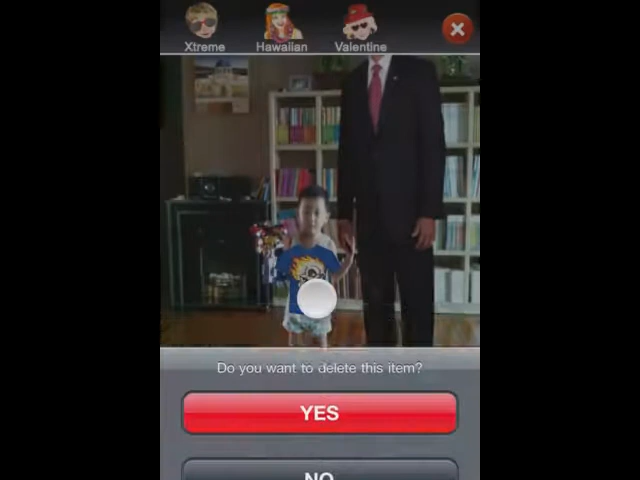 Xtreme
Hawaiian
Valentine
Do you want to delete this item?
YES
NO